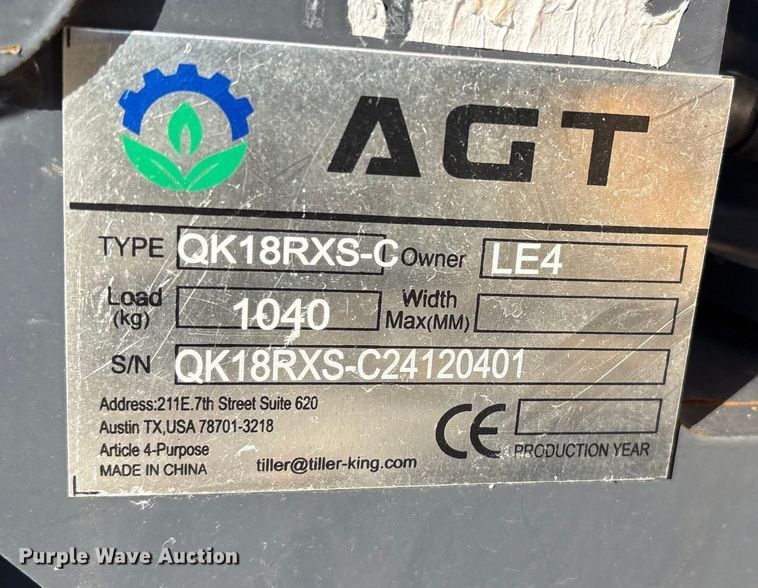 AGT
TYPE QK18RXS-C Owner LE4
Load (kg) 1040 Width Max(MM)
S/N QK18RXS-C24120401
Address:211E.7th Street Suite 620
Austin TX,USA 78701-3218
Article 4-Purpose
MADE IN CHINA tiller@tiller-king.com
CE PRODUCTION YEAR
Purple Wave Auction